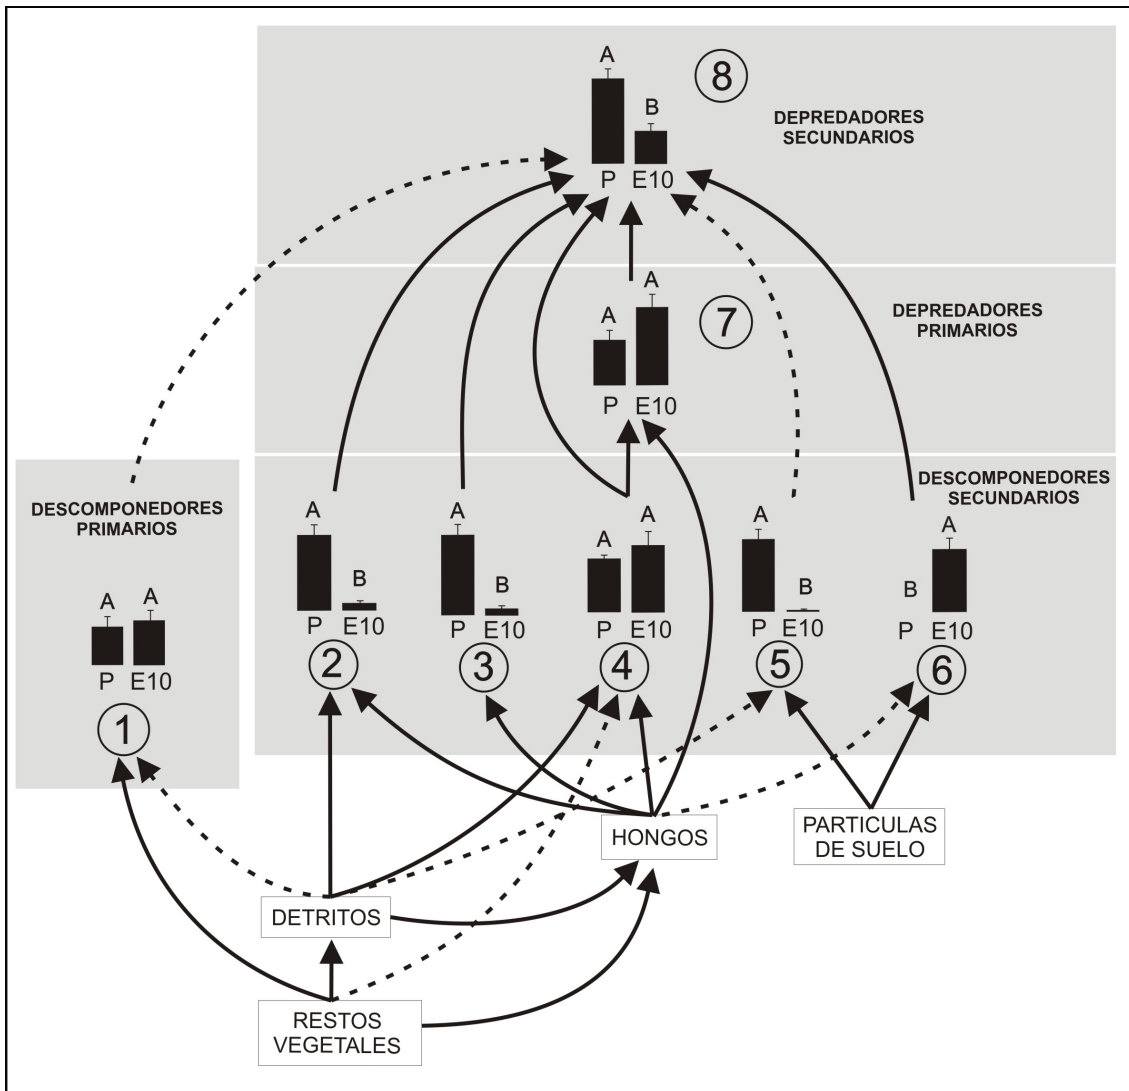 A
8
B
DEPREDADORES
SECUNDARIOS
P E10
A
A
7
DEPREDADORES
PRIMARIOS
P E10
DESCOMPONEDORES
PRIMARIOS
DESCOMPONEDORES
SECUNDARIOS
A A
P E10
1
A
B
P E10
2
A
B
P E10
3
A
A
P E10
4
A
B
P E10
5
A
B
P E10
6
HONGOS
PARTICULAS
DE SUELO
DETRITOS
RESTOS
VEGETALES